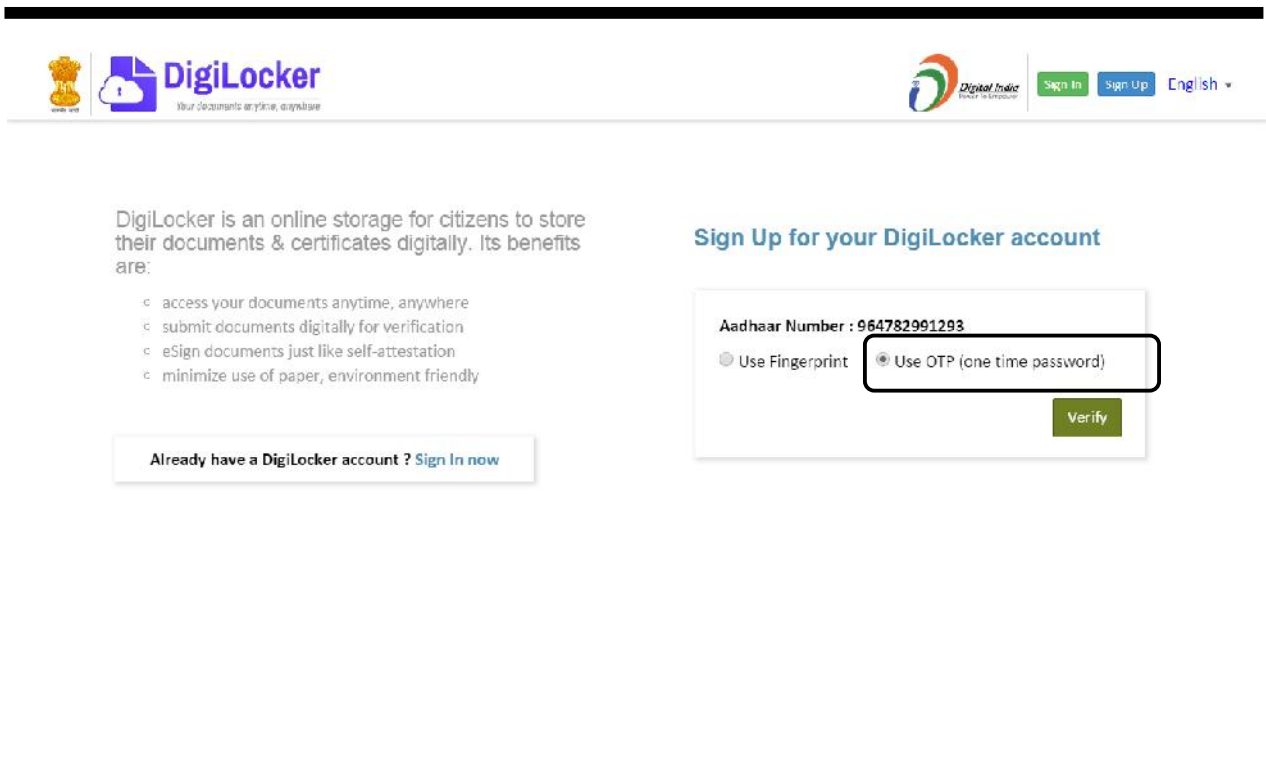 DigiLocker
Your documents anytime, anywhere
Digital India
Power To Empower
Sign In
Sign Up
English
DigiLocker is an online storage for citizens to store
their documents & certificates digitally. Its benefits
are:
access your documents anytime, anywhere
submit documents digitally for verification
eSign documents just like self-attestation
minimize use of paper, environment friendly
Already have a DigiLocker account ? Sign In now
Sign Up for your DigiLocker account
Aadhaar Number : 964782991293
Use Fingerprint Use OTP (one time password)
Verify